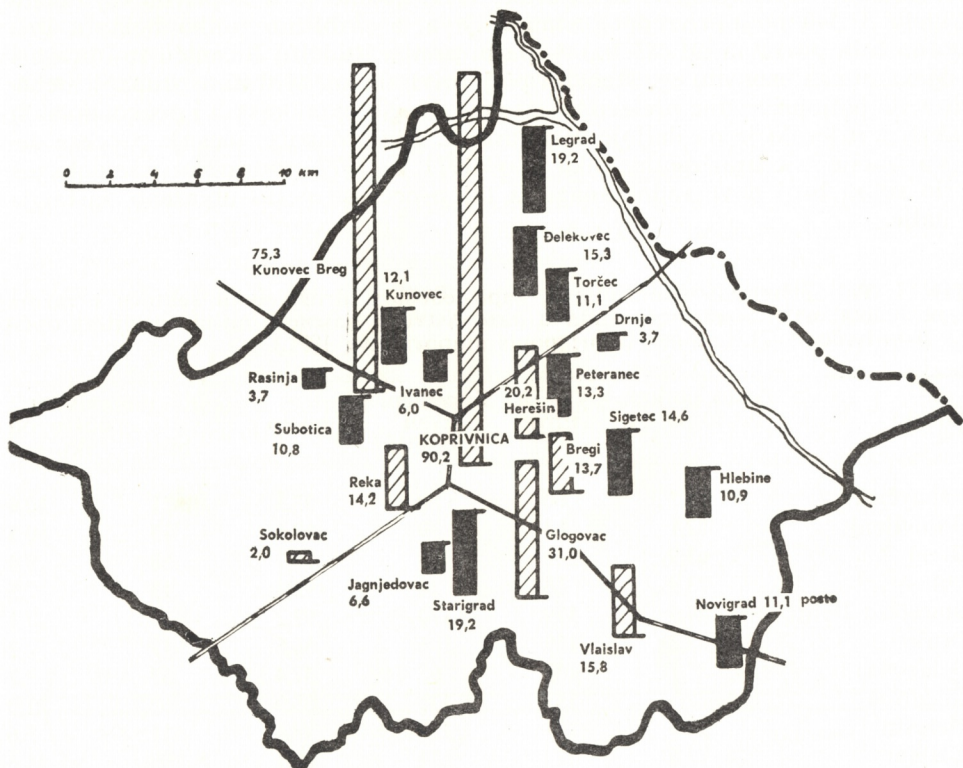 Legrad
19,2
0 2 4 6 8 10 km
Đelekovec
15,3
75,3
Kunovec Breg
12,1
Kunovec
Torčec
11,1
Drnje
3,7
Rasinja
3,7
Ivanec
6,0
20,2
Herešin
Peteranec
13,3
Subotica
10,8
KOPRIVNICA
90,2
Sigetec 14,6
Bregi
13,7
Reka
14,2
Hlebine
10,9
Sokolovac
2,0
Glogovac
31,0
Jagnjedovac
6,6
Starigrad
19,2
Novigrad 11,1 posto
Vlaislav
15,8